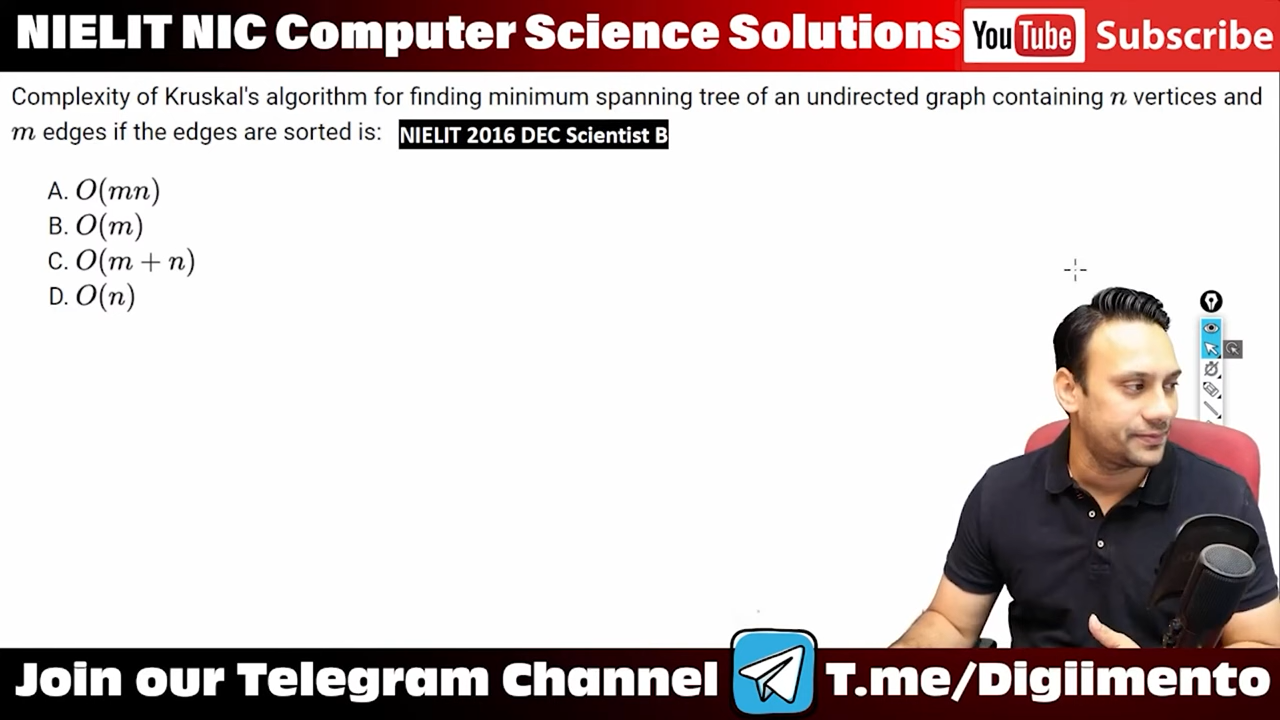 NIELIT NIC Computer Science Solutions YouTube Subscribe
Complexity of Kruskal's algorithm for finding minimum spanning tree of an undirected graph containing n vertices and
m edges if the edges are sorted is: NIELIT 2016 DEC Scientist B
A. O(mn)
B. O(m)
C. O(m + n)
D. O(n)
Join our Telegram Channel T.me/Digiimento